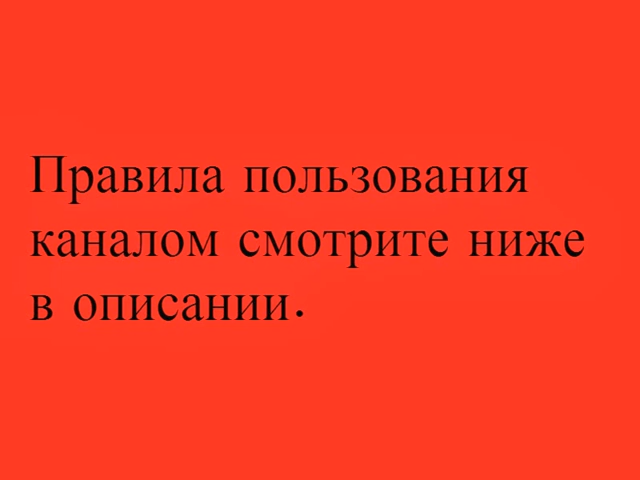 Правила пользования
каналом смотрите ниже
в описании.